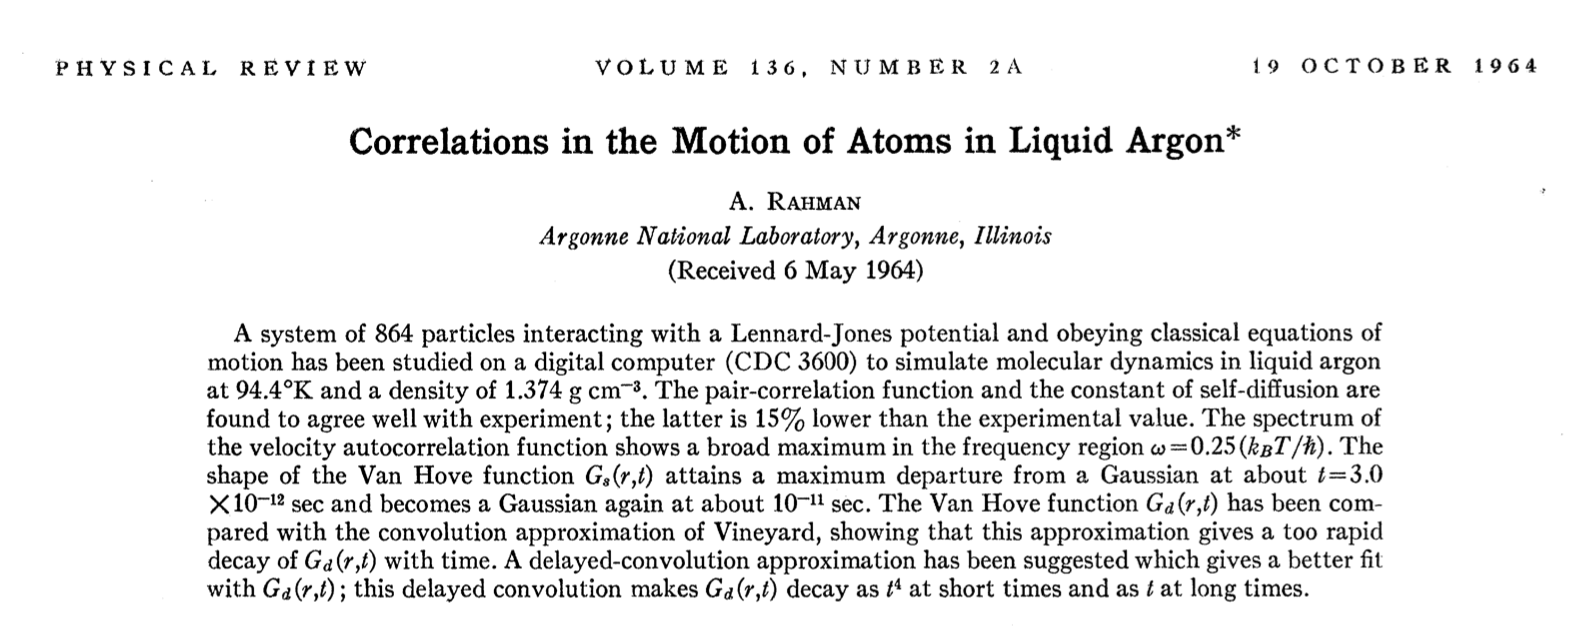 PHYSICAL REVIEW VOLUME 136, NUMBER 2A 19 OCTOBER 1964
Correlations in the Motion of Atoms in Liquid Argon*
A. RAHMAN
Argonne National Laboratory, Argonne, Illinois
(Received 6 May 1964)
A system of 864 particles interacting with a Lennard-Jones potential and obeying classical equations of
motion has been studied on a digital computer (CDC 3600) to simulate molecular dynamics in liquid argon
at 94.4°K and a density of 1.374 g cm⁻³. The pair-correlation function and the constant of self-diffusion are
found to agree well with experiment; the latter is 15% lower than the experimental value. The spectrum of
the velocity autocorrelation function shows a broad maximum in the frequency region ω=0.25(k_BT/ℏ). The
shape of the Van Hove function G_s(r,t) attains a maximum departure from a Gaussian at about t=3.0
×10⁻¹² sec and becomes a Gaussian again at about 10⁻¹¹ sec. The Van Hove function G_d(r,t) has been com-
pared with the convolution approximation of Vineyard, showing that this approximation gives a too rapid
decay of G_d(r,t) with time. A delayed-convolution approximation has been suggested which gives a better fit
with G_d(r,t); this delayed convolution makes G_d(r,t) decay as t⁴ at short times and as t at long times.